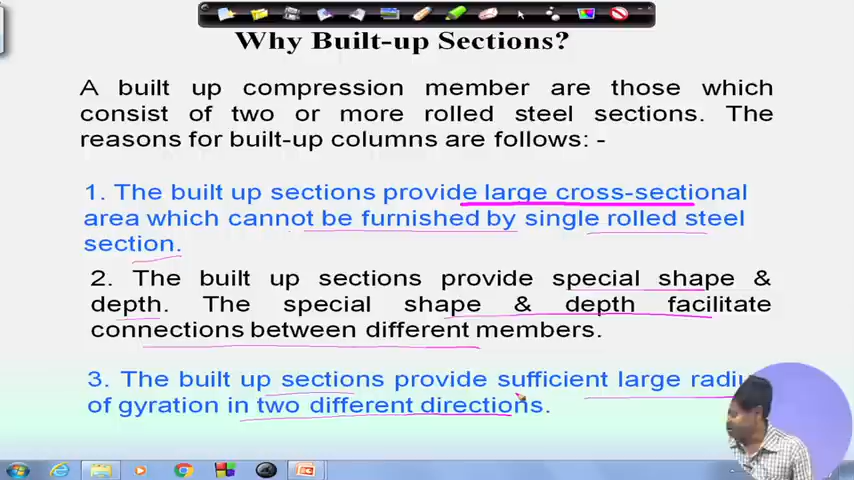 Why Built-up Sections?
A built up compression member are those which
consist of two or more rolled steel sections. The
reasons for built-up columns are follows: -
1. The built up sections provide large cross-sectional
area which cannot be furnished by single rolled steel
section.
2. The built up sections provide special shape &
depth. The special shape & depth facilitate
connections between different members.
3. The built up sections provide sufficient large radiu
of gyration in two different directions.